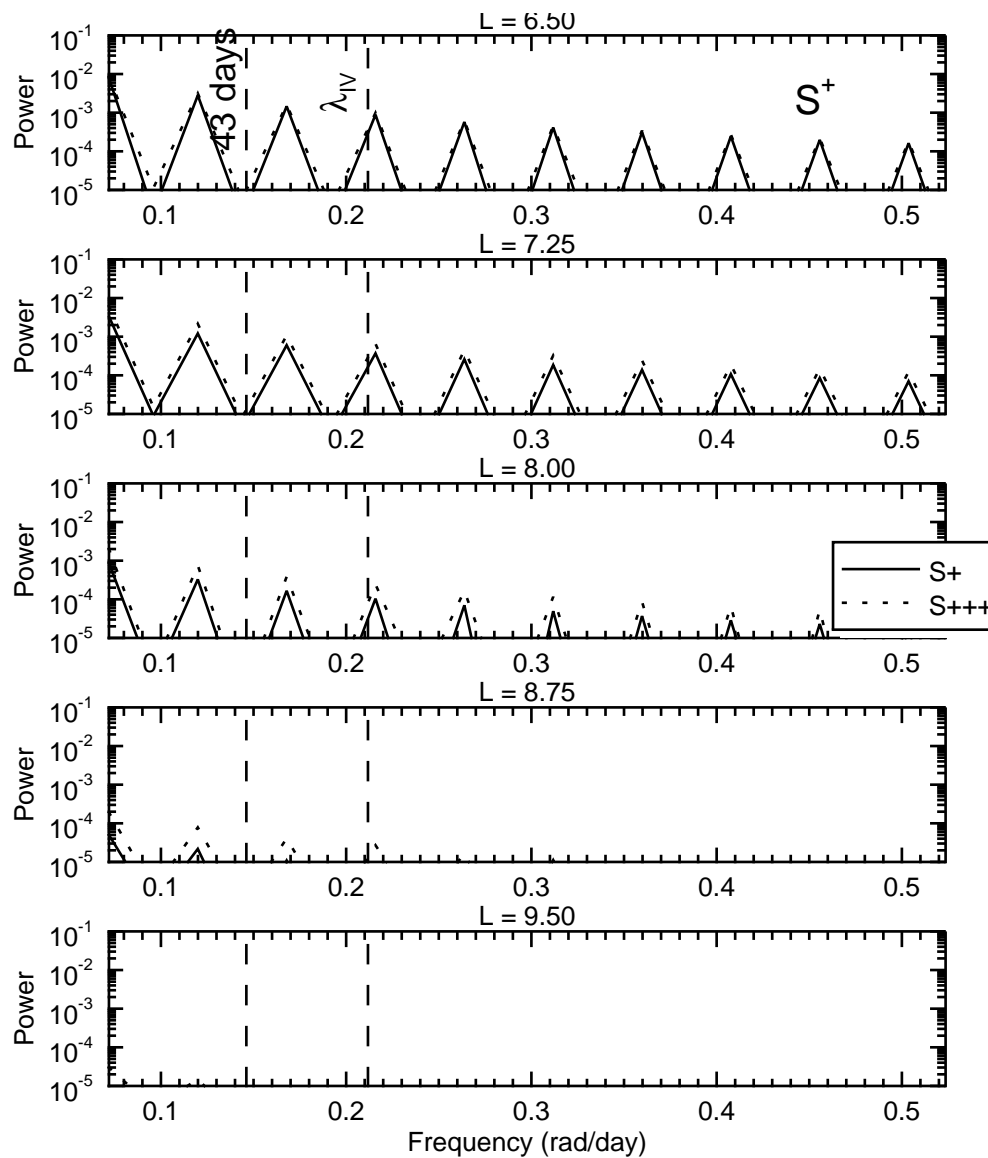 L = 6.50
Power
10^-1
10^-2
10^-3
10^-4
10^-5
43 days
λ_IV
S^+
0.1 0.2 0.3 0.4 0.5
L = 7.25
Power
10^-1
10^-2
10^-3
10^-4
10^-5
0.1 0.2 0.3 0.4 0.5
L = 8.00
Power
10^-1
10^-2
10^-3
10^-4
10^-5
S+
S+++
0.1 0.2 0.3 0.4 0.5
L = 8.75
Power
10^-1
10^-2
10^-3
10^-4
10^-5
0.1 0.2 0.3 0.4 0.5
L = 9.50
Power
10^-1
10^-2
10^-3
10^-4
10^-5
0.1 0.2 0.3 0.4 0.5
Frequency (rad/day)